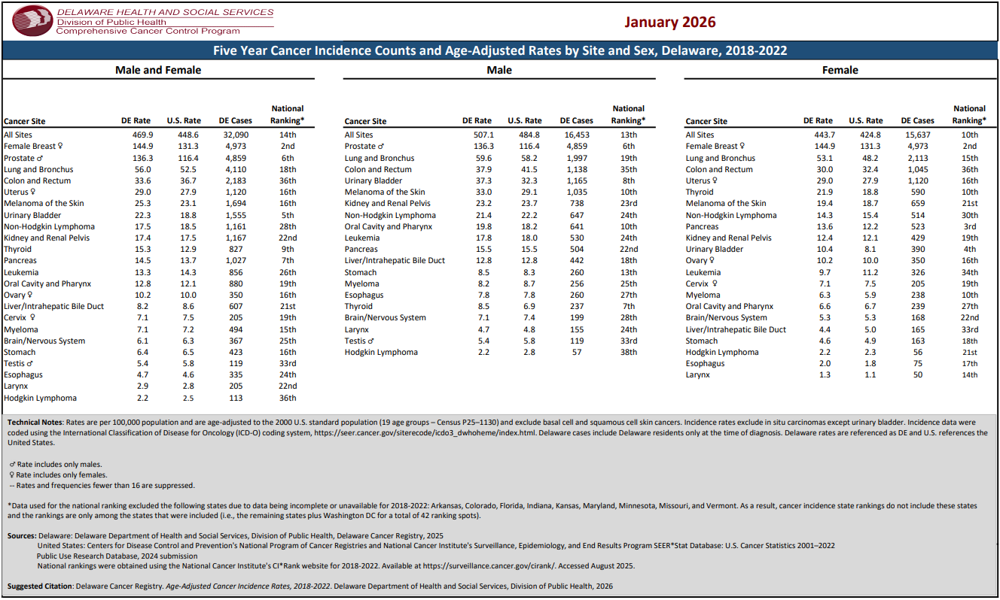 DELAWARE HEALTH AND SOCIAL SERVICES
Division of Public Health
Comprehensive Cancer Control Program
January 2026
Five Year Cancer Incidence Counts and Age-Adjusted Rates by Site and Sex, Delaware, 2018-2022
Male and Female
Cancer Site DE Rate U.S. Rate DE Cases National Ranking*
All Sites 469.9 448.6 32,090 14th
Female Breast ♀ 144.9 131.3 4,973 2nd
Prostate ♂ 136.3 116.4 4,859 6th
Lung and Bronchus 56.0 52.5 4,110 18th
Colon and Rectum 33.6 36.7 2,183 36th
Uterus ♀ 29.0 27.9 1,120 16th
Melanoma of the Skin 25.3 23.1 1,694 16th
Urinary Bladder 22.3 18.8 1,555 5th
Non-Hodgkin Lymphoma 17.5 18.5 1,161 28th
Kidney and Renal Pelvis 17.4 17.5 1,167 22nd
Thyroid 15.3 12.9 827 9th
Pancreas 14.5 13.7 1,027 7th
Leukemia 13.3 14.3 856 26th
Oral Cavity and Pharynx 12.8 12.1 880 19th
Ovary ♀ 10.2 10.0 350 16th
Liver/Intrahepatic Bile Duct 8.2 8.6 607 21st
Cervix ♀ 7.1 7.5 205 19th
Myeloma 7.1 7.2 494 15th
Brain/Nervous System 6.1 6.3 367 25th
Stomach 6.4 6.5 423 16th
Testis ♂ 5.4 5.8 119 33rd
Esophagus 4.7 4.6 335 24th
Larynx 2.9 2.8 205 22nd
Hodgkin Lymphoma 2.2 2.5 113 36th
Male
Cancer Site DE Rate U.S. Rate DE Cases National Ranking*
All Sites 507.1 484.8 16,453 13th
Prostate ♂ 136.3 116.4 4,859 6th
Lung and Bronchus 59.6 58.2 1,997 19th
Colon and Rectum 37.9 41.5 1,138 35th
Urinary Bladder 37.3 32.3 1,165 8th
Melanoma of the Skin 33.0 29.1 1,035 10th
Kidney and Renal Pelvis 23.2 23.7 738 23rd
Non-Hodgkin Lymphoma 21.4 22.2 647 24th
Oral Cavity and Pharynx 19.8 18.2 641 10th
Leukemia 17.8 18.0 530 24th
Pancreas 15.5 15.5 504 22nd
Liver/Intrahepatic Bile Duct 12.8 12.8 442 18th
Stomach 8.5 8.3 260 13th
Myeloma 8.2 8.7 256 25th
Esophagus 7.8 7.8 260 27th
Thyroid 8.5 6.9 237 7th
Brain/Nervous System 7.1 7.4 199 28th
Larynx 4.7 4.8 155 24th
Testis ♂ 5.4 5.8 119 33rd
Hodgkin Lymphoma 2.2 2.8 57 38th
Female
Cancer Site DE Rate U.S. Rate DE Cases National Ranking*
All Sites 443.7 424.8 15,637 10th
Female Breast ♀ 144.9 131.3 4,973 2nd
Lung and Bronchus 53.1 48.2 2,113 15th
Colon and Rectum 30.0 32.4 1,045 36th
Uterus ♀ 29.0 27.9 1,120 16th
Thyroid 21.9 18.8 590 10th
Melanoma of the Skin 19.4 18.7 659 21st
Non-Hodgkin Lymphoma 14.3 15.4 514 30th
Pancreas 13.6 12.2 523 3rd
Kidney and Renal Pelvis 12.4 12.1 429 19th
Urinary Bladder 10.4 8.1 390 4th
Ovary ♀ 10.2 10.0 350 16th
Leukemia 9.7 11.2 326 34th
Cervix ♀ 7.1 7.5 205 19th
Myeloma 6.3 5.9 238 10th
Oral Cavity and Pharynx 6.6 6.7 239 27th
Brain/Nervous System 5.3 5.3 168 22nd
Liver/Intrahepatic Bile Duct 4.4 5.0 165 33rd
Stomach 4.6 4.9 163 18th
Hodgkin Lymphoma 2.2 2.3 56 21st
Esophagus 2.0 1.8 75 17th
Larynx 1.3 1.1 50 14th
Technical Notes: Rates are per 100,000 population and are age-adjusted to the 2000 U.S. standard population (19 age groups – Census P25–1130) and exclude basal cell and squamous cell skin cancers. Incidence rates exclude in situ carcinomas except urinary bladder. Incidence data were
coded using the International Classification of Disease for Oncology (ICD-O) coding system, https://seer.cancer.gov/siterecode/icdo3_dwhoheme/index.html. Delaware cases include Delaware residents only at the time of diagnosis. Delaware rates are referenced as DE and U.S. references the
United States.
♂ Rate includes only males.
♀ Rate includes only females.
-- Rates and frequencies fewer than 16 are suppressed.
*Data used for the national ranking excluded the following states due to data being incomplete or unavailable for 2018-2022: Arkansas, Colorado, Florida, Indiana, Kansas, Maryland, Minnesota, Missouri, and Vermont. As a result, cancer incidence state rankings do not include these states
and the rankings are only among the states that were included (i.e., the remaining states plus Washington DC for a total of 42 ranking spots).
Sources: Delaware: Delaware Department of Health and Social Services, Division of Public Health, Delaware Cancer Registry, 2025
United States: Centers for Disease Control and Prevention's National Program of Cancer Registries and National Cancer Institute's Surveillance, Epidemiology, and End Results Program SEER*Stat Database: U.S. Cancer Statistics 2001–2022
Public Use Research Database, 2024 submission
National rankings were obtained using the National Cancer Institute's CI*Rank website for 2018-2022. Available at https://surveillance.cancer.gov/cirank/. Accessed August 2025.
Suggested Citation: Delaware Cancer Registry. Age-Adjusted Cancer Incidence Rates, 2018-2022. Delaware Department of Health and Social Services, Division of Public Health, 2026